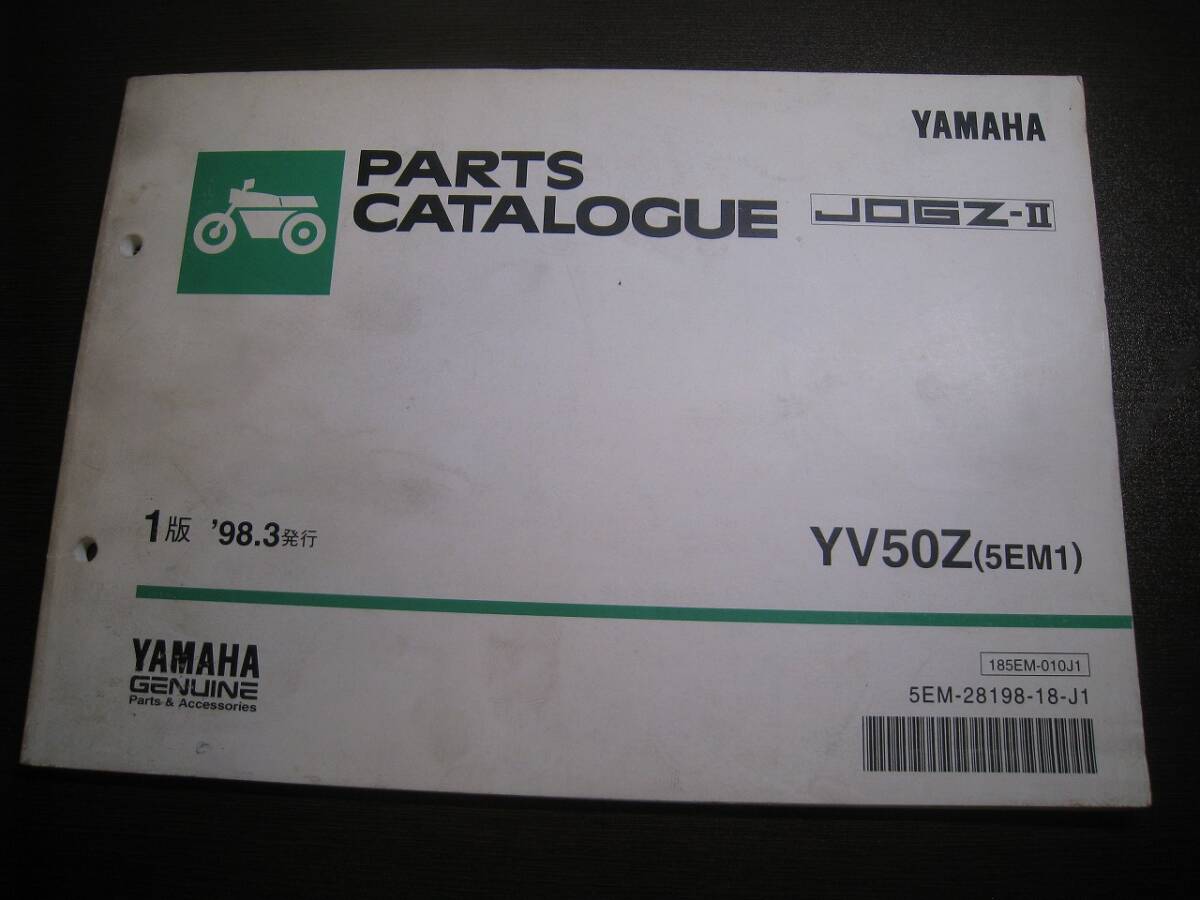 YAMAHA
PARTS
CATALOGUE
JOGZ-II
1版 '98.3発行
YV50Z(5EM1)
YAMAHA
GENUINE
Parts & Accessories
185EM-010J1
5EM-28198-18-J1